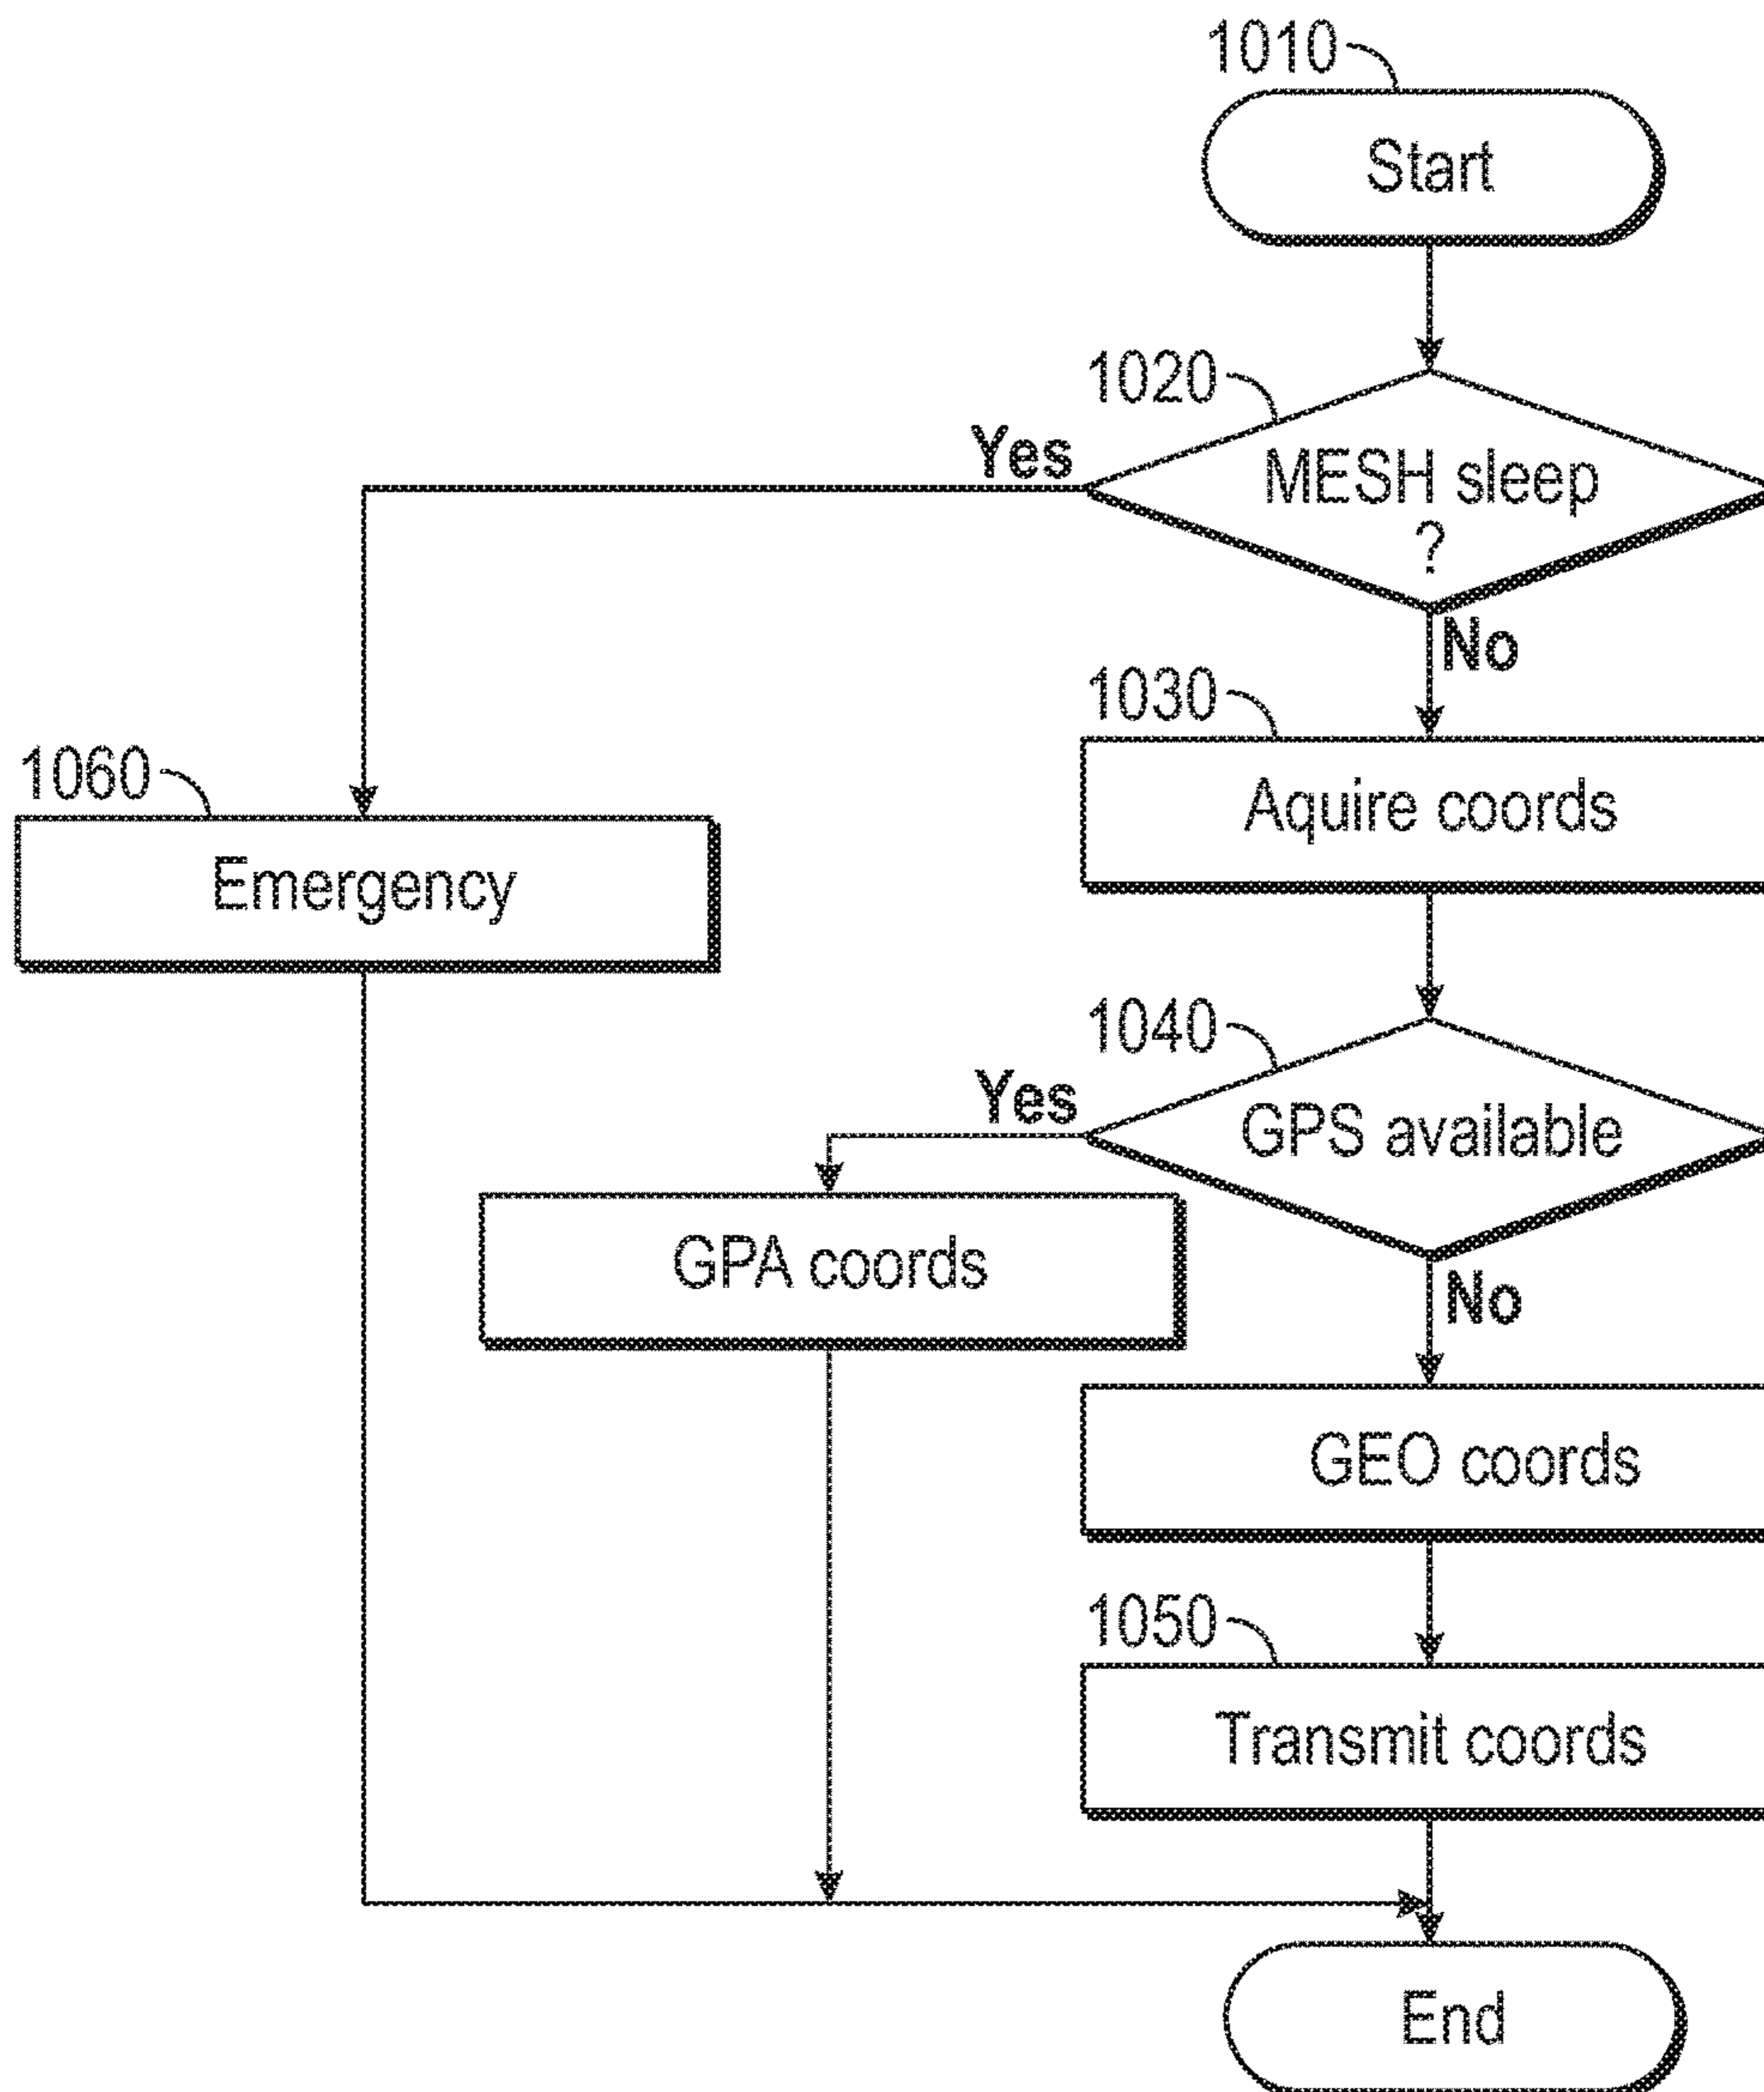 1010
Start
1020
Yes
MESH sleep
?
No
1030
Aquire coords
1060
Emergency
1040
Yes
GPS available
GPA coords
No
GEO coords
1050
Transmit coords
End